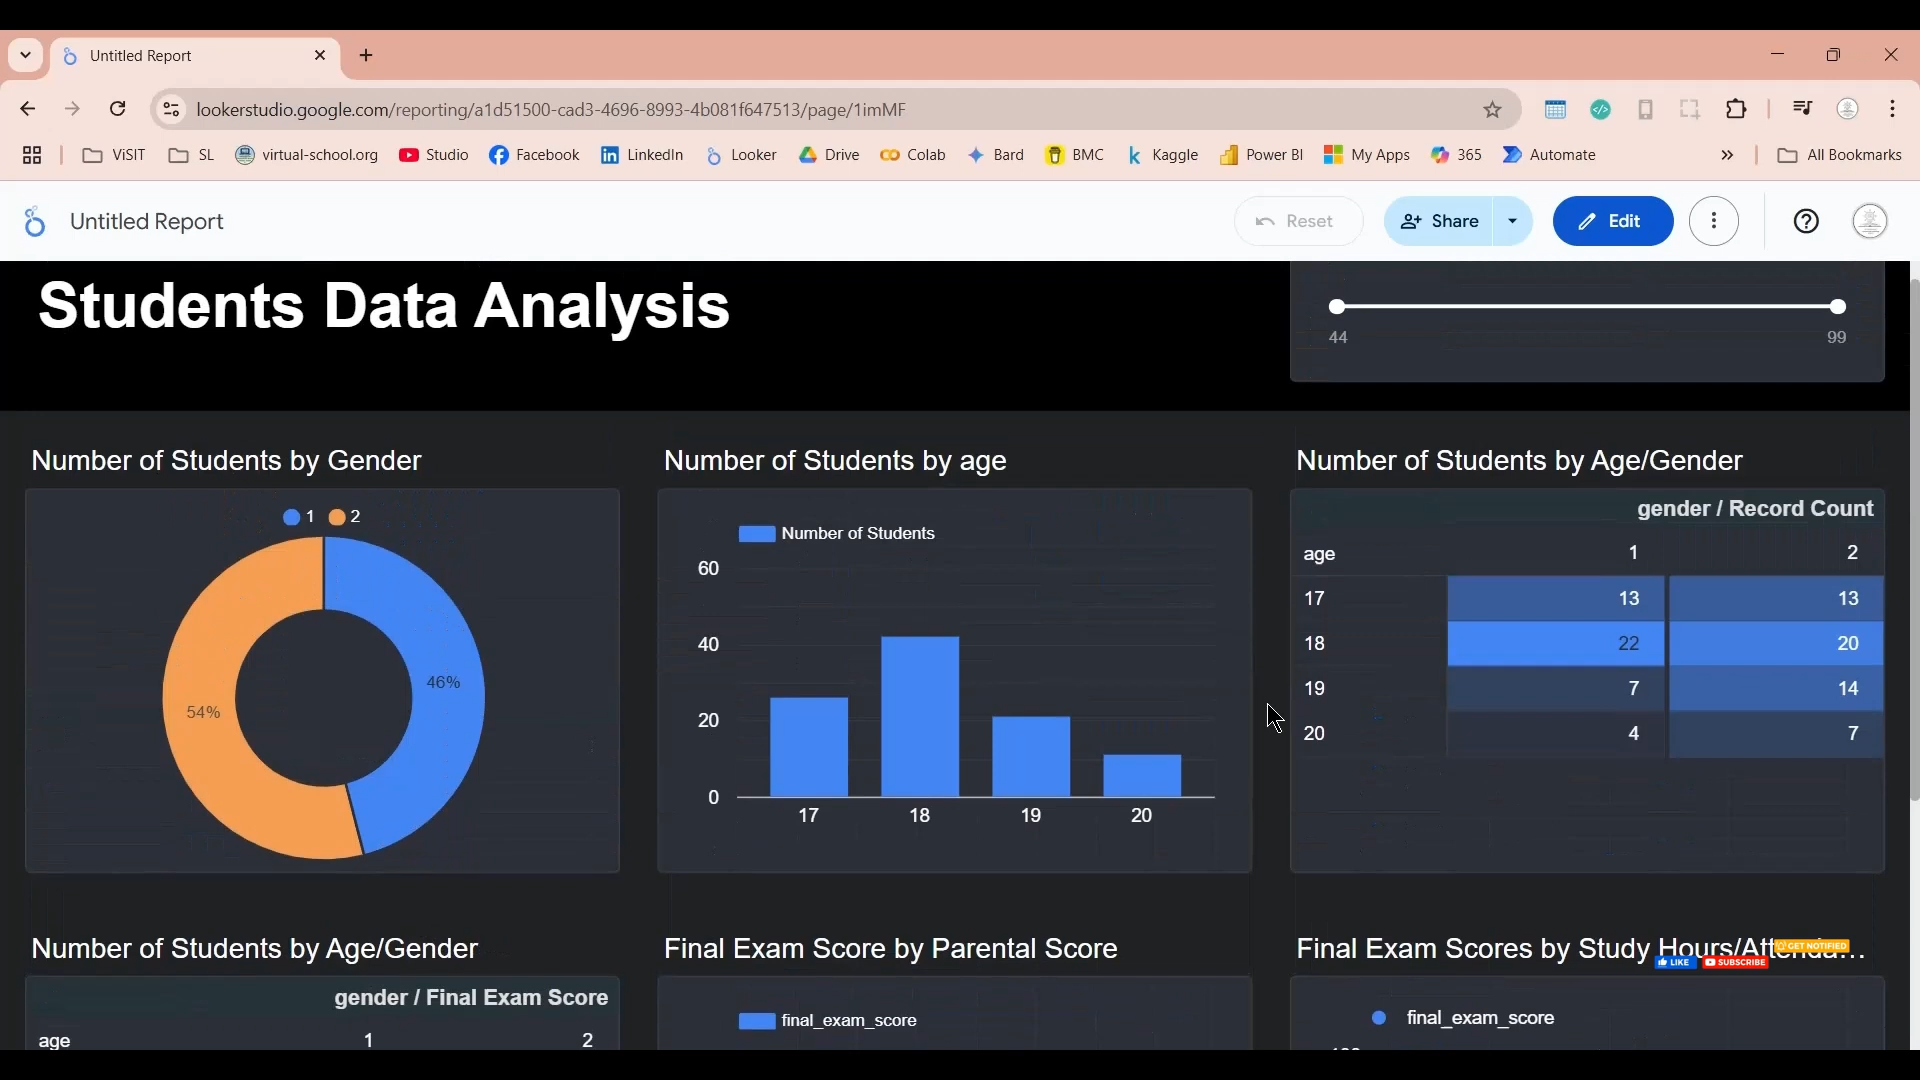 Untitled Report
lookerstudio.google.com/reporting/a1d51500-cad3-4696-8993-4b081f647513/page/1imMF
ViSIT SL virtual-school.org Studio Facebook LinkedIn Looker Drive Colab Bard BMC Kaggle Power BI My Apps 365 Automate » All Bookmarks
Untitled Report Reset Share Edit
Students Data Analysis
44 99
Number of Students by Gender
1 2
46%
54%
Number of Students by age
Number of Students
60
40
20
0
17 18 19 20
Number of Students by Age/Gender
gender / Record Count
age 1 2
17 13 13
18 22 20
19 7 14
20 4 7
Number of Students by Age/Gender
gender / Final Exam Score
age 1 2
Final Exam Score by Parental Score
final_exam_score
Final Exam Scores by Study Hours/Attenda...
GET NOTIFIED
LIKE SUBSCRIBE
final_exam_score